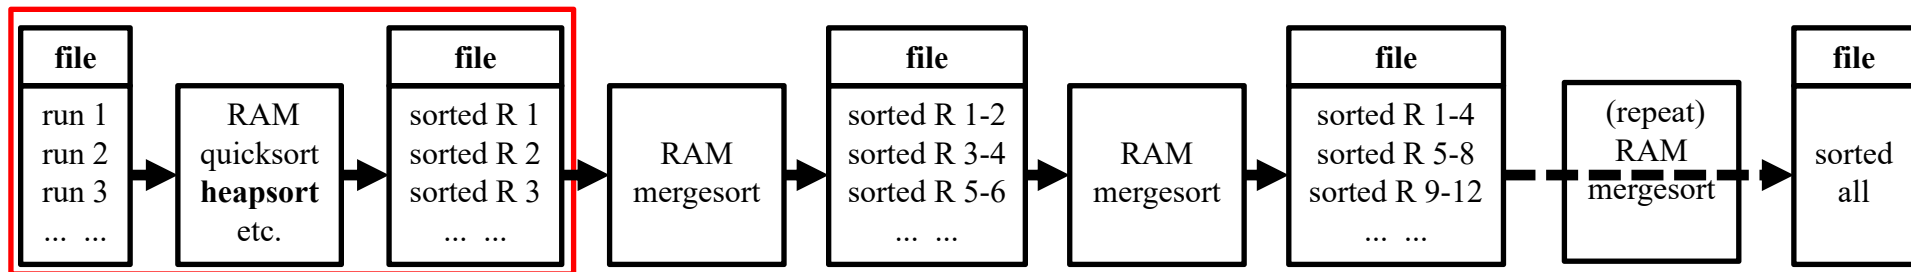 file
run 1
run 2
run 3
... ...
RAM
quicksort
heapsort
etc.
file
sorted R 1
sorted R 2
sorted R 3
... ...
RAM
mergesort
file
sorted R 1-2
sorted R 3-4
sorted R 5-6
... ...
RAM
mergesort
file
sorted R 1-4
sorted R 5-8
sorted R 9-12
... ...
(repeat)
RAM
mergesort
file
sorted
all